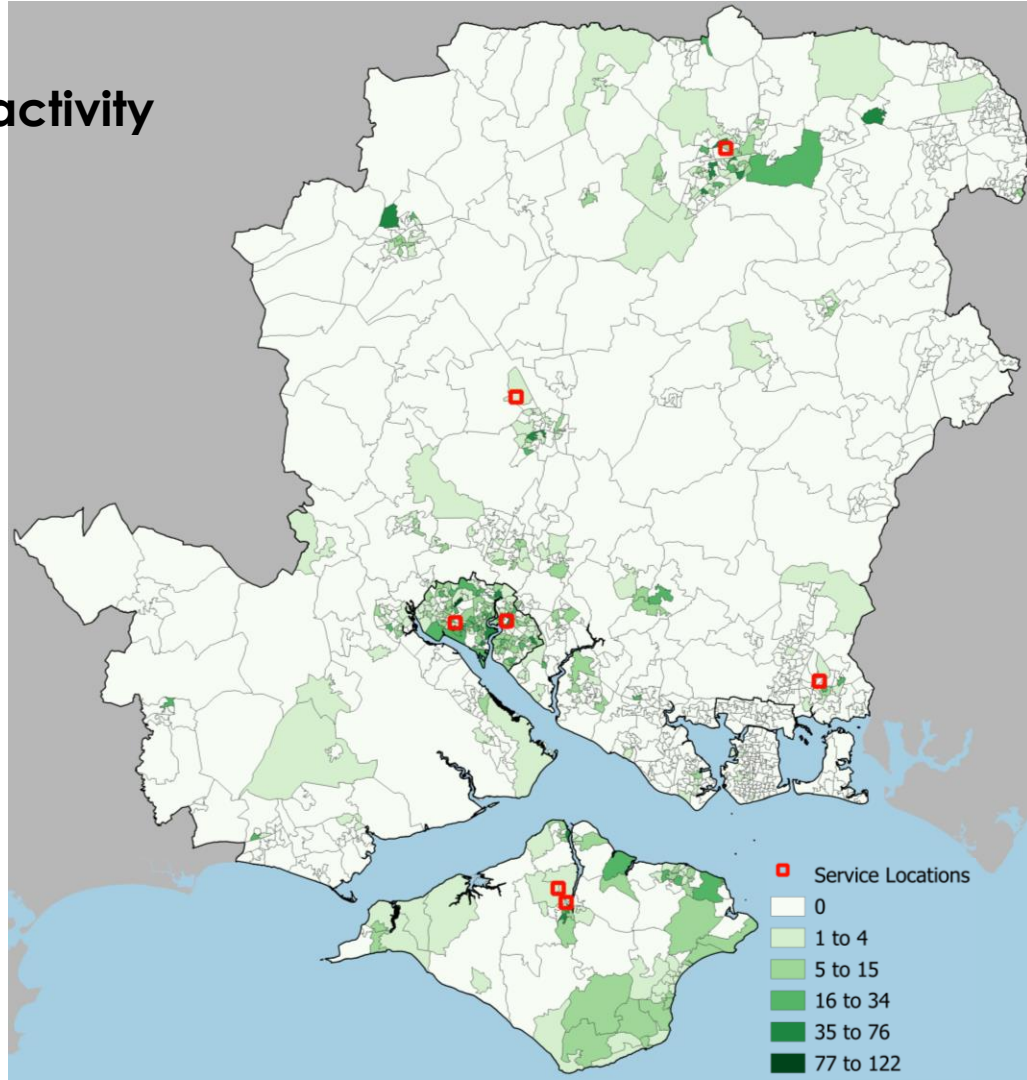 activity
Service Locations
0
1 to 4
5 to 15
16 to 34
35 to 76
77 to 122